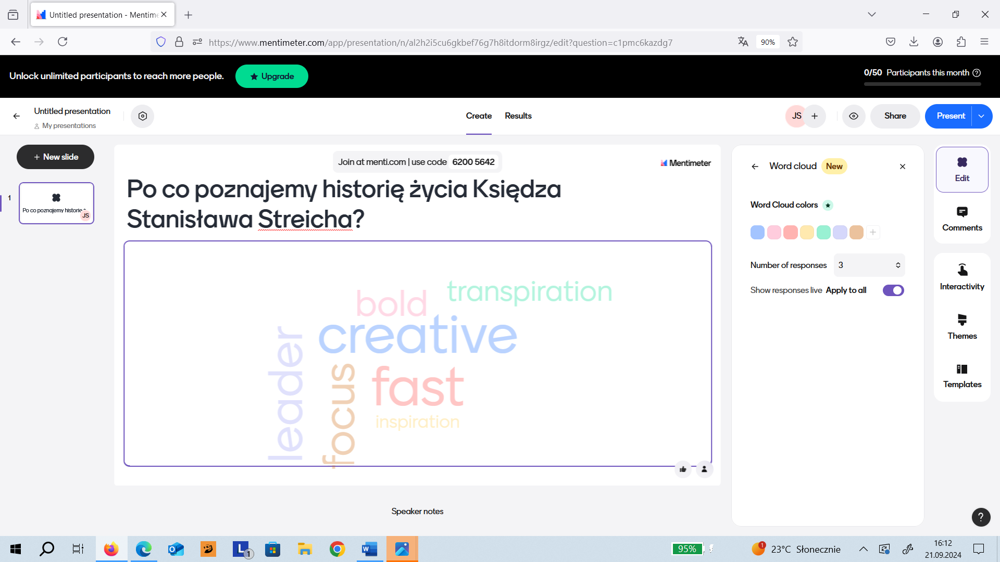 Untitled presentation - Mentime
https://www.mentimeter.com/app/presentation/n/al2h2i5cu6gkbef76g7h8itdorm8irgz/edit?question=c1pmc6kazdg7
90%
Unlock unlimited participants to reach more people.
Upgrade
0/50 Participants this month
Untitled presentation
My presentations
Create
Results
JS
Share
Present
+ New slide
1
Po co poznajemy historię
JS
Join at menti.com | use code 6200 5642
Mentimeter
Po co poznajemy historię życia Księdza
Stanisława Streicha?
transpiration
bold
creative
leader
focus
fast
inspiration
Speaker notes
Word cloud New
Word Cloud colors
Number of responses 3
Show responses live Apply to all
Edit
Comments
Interactivity
Themes
Templates
?
1
95%
1
23°C Słonecznie
16:12
21.09.2024